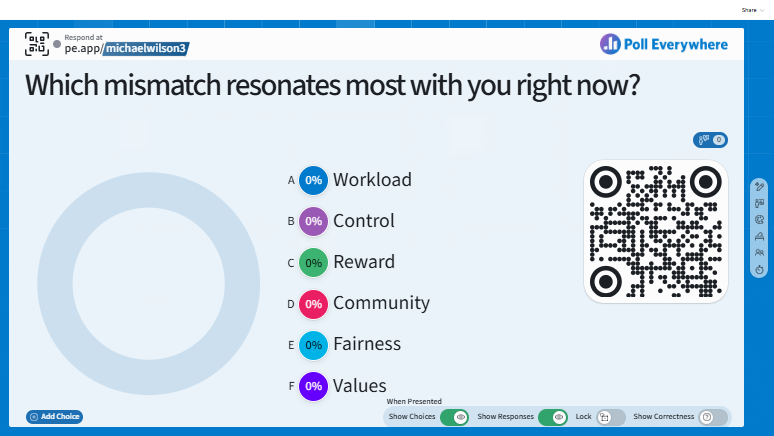 Share
Respond at
pe.app/michaelwilson3
Poll Everywhere
Which mismatch resonates most with you right now?
0
A 0% Workload
B 0% Control
C 0% Reward
D 0% Community
E 0% Fairness
F 0% Values
When Presented
Add Choice
Show Choices Show Responses Lock Show Correctness